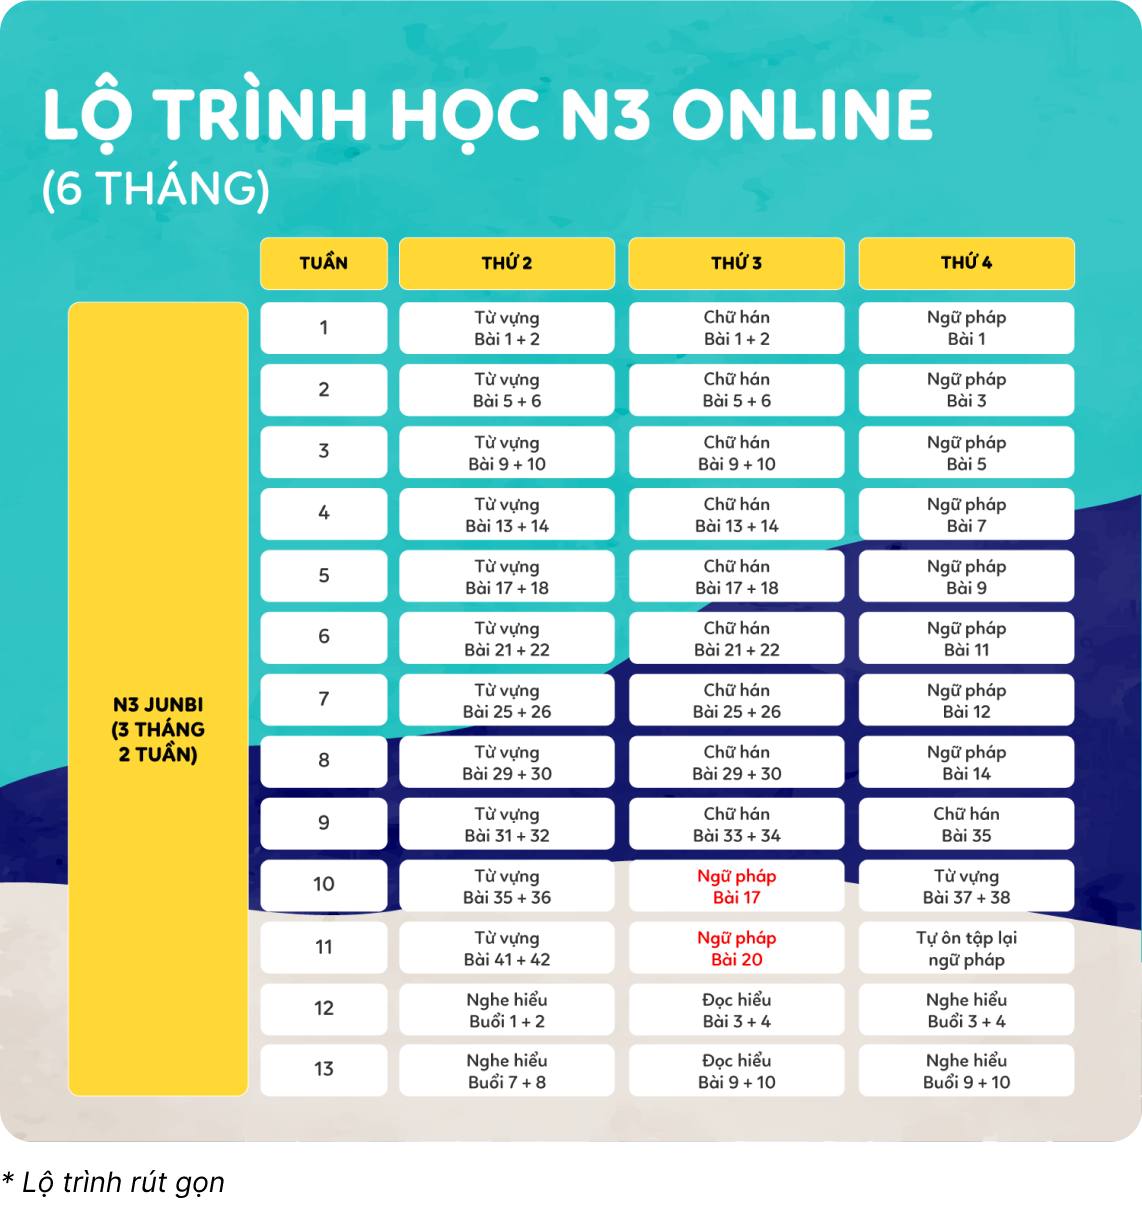 LỘ TRÌNH HỌC N3 ONLINE
(6 THÁNG)
TUẦN THỨ 2 THỨ 3 THỨ 4
N3 JUNBI
(3 THÁNG
2 TUẦN)
1
Từ vựng
Bài 1 + 2
Chữ hán
Bài 1 + 2
Ngữ pháp
Bài 1
2
Từ vựng
Bài 5 + 6
Chữ hán
Bài 5 + 6
Ngữ pháp
Bài 3
3
Từ vựng
Bài 9 + 10
Chữ hán
Bài 9 + 10
Ngữ pháp
Bài 5
4
Từ vựng
Bài 13 + 14
Chữ hán
Bài 13 + 14
Ngữ pháp
Bài 7
5
Từ vựng
Bài 17 + 18
Chữ hán
Bài 17 + 18
Ngữ pháp
Bài 9
6
Từ vựng
Bài 21 + 22
Chữ hán
Bài 21 + 22
Ngữ pháp
Bài 11
7
Từ vựng
Bài 25 + 26
Chữ hán
Bài 25 + 26
Ngữ pháp
Bài 12
8
Từ vựng
Bài 29 + 30
Chữ hán
Bài 29 + 30
Ngữ pháp
Bài 14
9
Từ vựng
Bài 31 + 32
Chữ hán
Bài 33 + 34
Chữ hán
Bài 35
10
Từ vựng
Bài 35 + 36
Ngữ pháp
Bài 17
Từ vựng
Bài 37 + 38
11
Từ vựng
Bài 41 + 42
Ngữ pháp
Bài 20
Tự ôn tập lại
ngữ pháp
12
Nghe hiểu
Buổi 1 + 2
Đọc hiểu
Bài 3 + 4
Nghe hiểu
Buổi 3 + 4
13
Nghe hiểu
Buổi 7 + 8
Đọc hiểu
Bài 9 + 10
Nghe hiểu
Buổi 9 + 10
* Lộ trình rút gọn